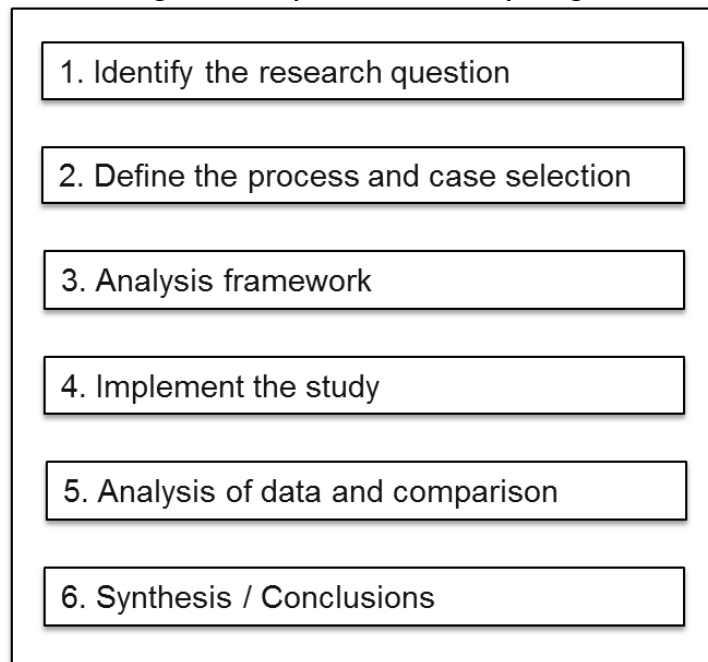 1. Identify the research question
2. Define the process and case selection
3. Analysis framework
4. Implement the study
5. Analysis of data and comparison
6. Synthesis / Conclusions